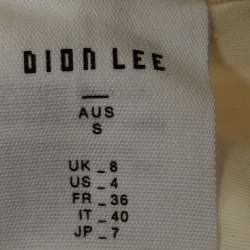 DION LEE
AUS
S
UK _ 8
US _ 4
FR _ 36
IT _ 40
JP _ 7